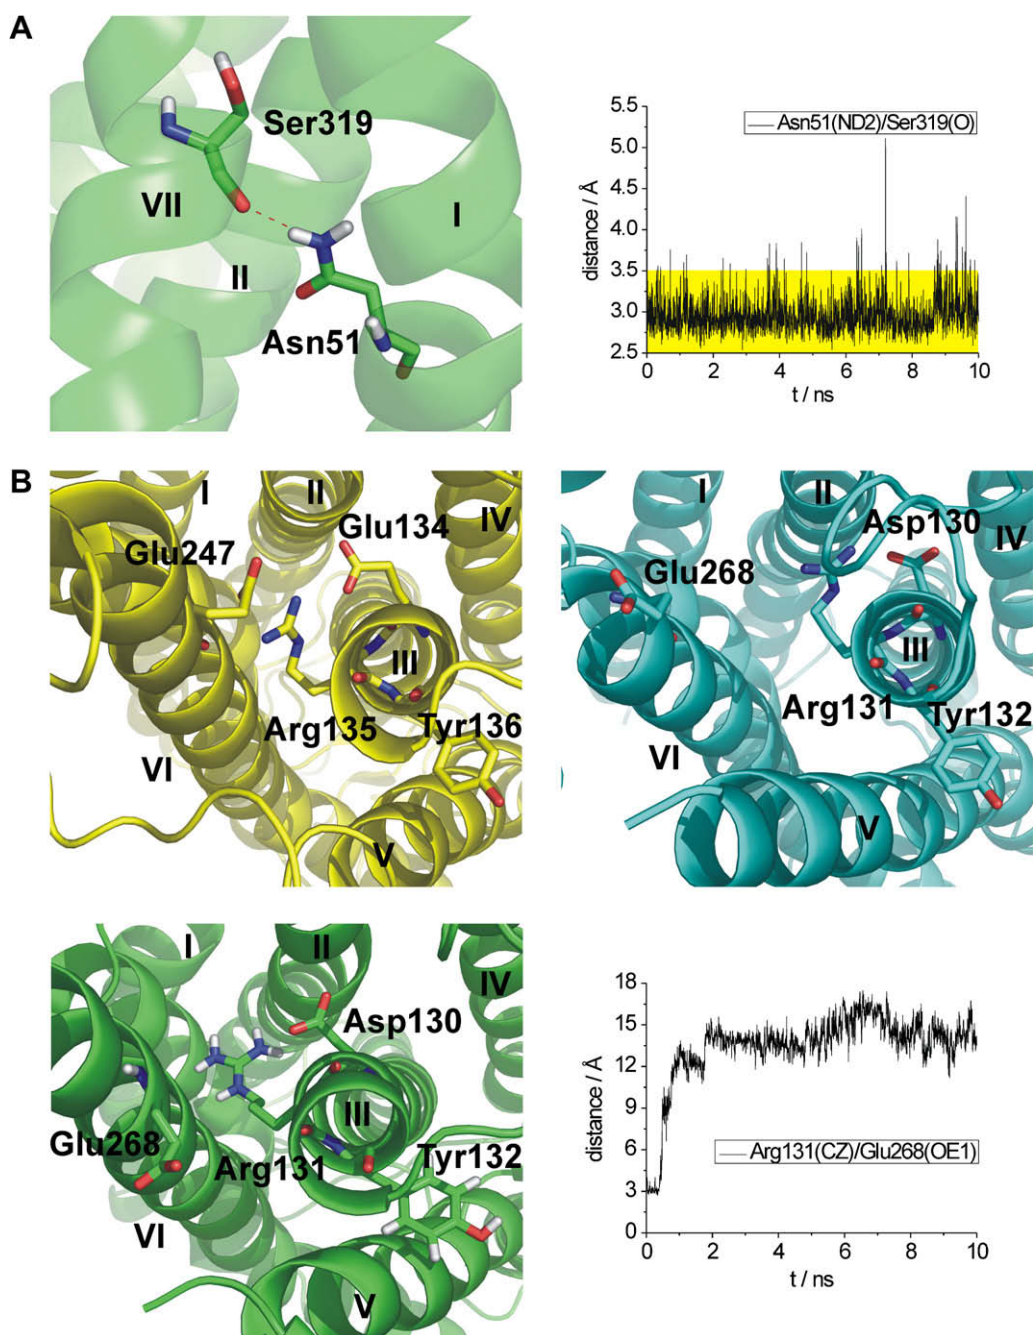 A
Ser319
VII
I
II
Asn51
Asn51(ND2)/Ser319(O)
distance / Å
5.5
5.0
4.5
4.0
3.5
3.0
2.5
0 2 4 6 8 10
t / ns
B
I
II
IV
Glu134
Glu247
III
Arg135
Tyr136
VI
V
I
II
Asp130
IV
Glu268
III
Arg131
Tyr132
VI
V
I
II
IV
Asp130
III
Glu268
Arg131
Tyr132
VI
V
distance / Å
18
15
12
9
6
3
0
Arg131(CZ)/Glu268(OE1)
0 2 4 6 8 10
t / ns